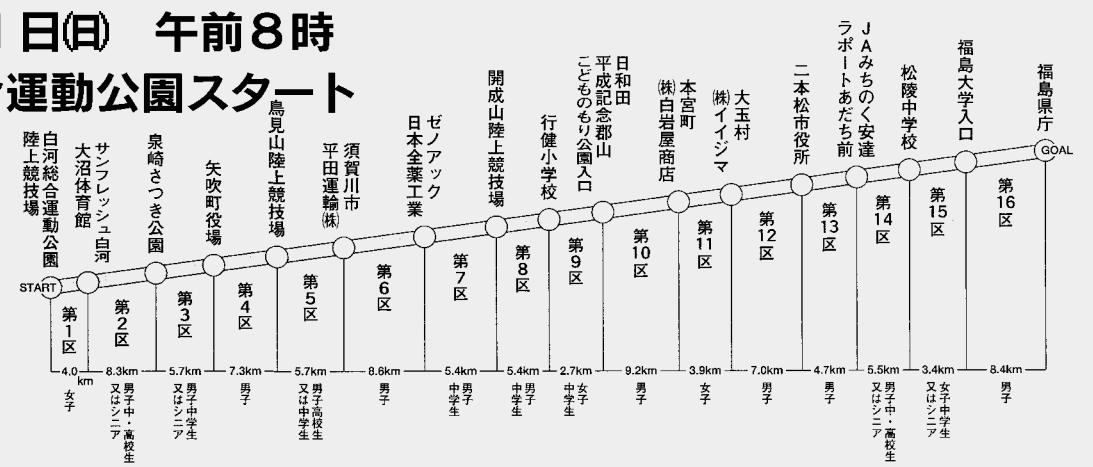 日㈰ 午前8時
運動公園スタート
白河総合運動公園
陸上競技場
サンフレッシュ白河
大沼体育館
泉崎さつき公園
矢吹町役場
鳥見山陸上競技場
須賀川市
平田運輸㈱
ゼノアック
日本全薬工業
開成山陸上競技場
行健小学校
日和田
平成記念郡山
こどものもり公園入口
本宮町
㈱白岩屋商店
大玉村
㈱イイジマ
二本松市役所
JAみちのく安達
ラポートあだち前
松陵中学校
福島大学入口
福島県庁
START
GOAL
第1区
第2区
第3区
第4区
第5区
第6区
第7区
第8区
第9区
第10区
第11区
第12区
第13区
第14区
第15区
第16区
4.0km
女子
8.3km
男子中・高校生
又はシニア
5.7km
男子中学生
又はシニア
7.3km
男子
5.7km
男子高校生
又は中学生
8.6km
男子
5.4km
男子
中学生
5.4km
男子
中学生
2.7km
女子
中学生
9.2km
男子
3.9km
女子
7.0km
男子
4.7km
男子
5.5km
男子中・高校生
又はシニア
3.4km
女子中学生
又はシニア
8.4km
男子